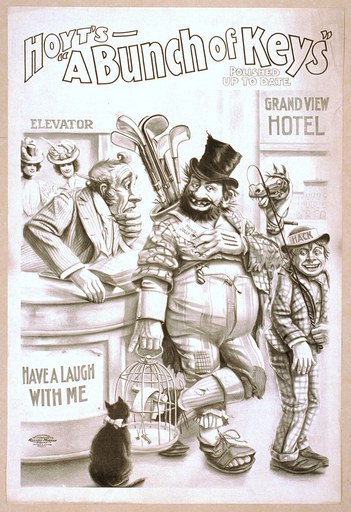 HOYT'S—
"A BUNCH OF KEYS"
POLISHED
UP TO DATE.
ELEVATOR
GRAND VIEW
HOTEL
HACK
HAVE A LAUGH
WITH ME